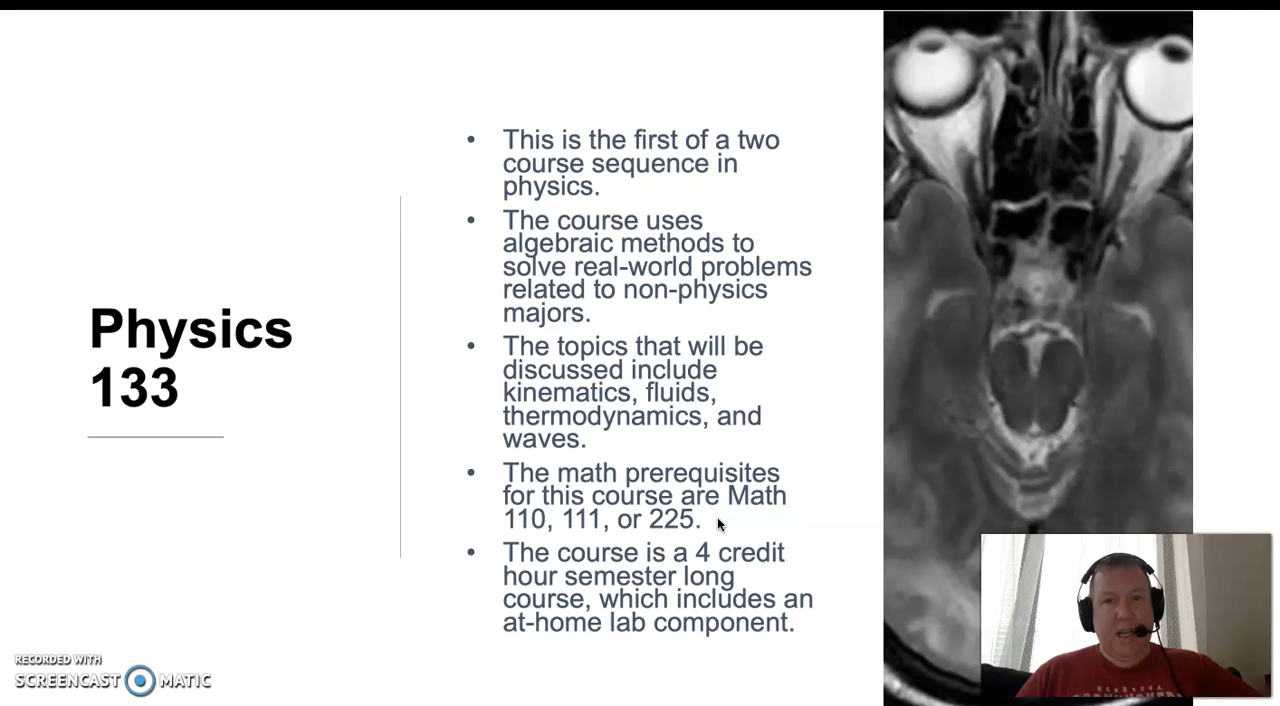 Physics
133
• This is the first of a two
course sequence in
physics.
• The course uses
algebraic methods to
solve real-world problems
related to non-physics
majors.
• The topics that will be
discussed include
kinematics, fluids,
thermodynamics, and
waves.
• The math prerequisites
for this course are Math
110, 111, or 225.
• The course is a 4 credit
hour semester long
course, which includes an
at-home lab component.
RECORDED WITH
SCREENCAST MATIC
NEBRASKA